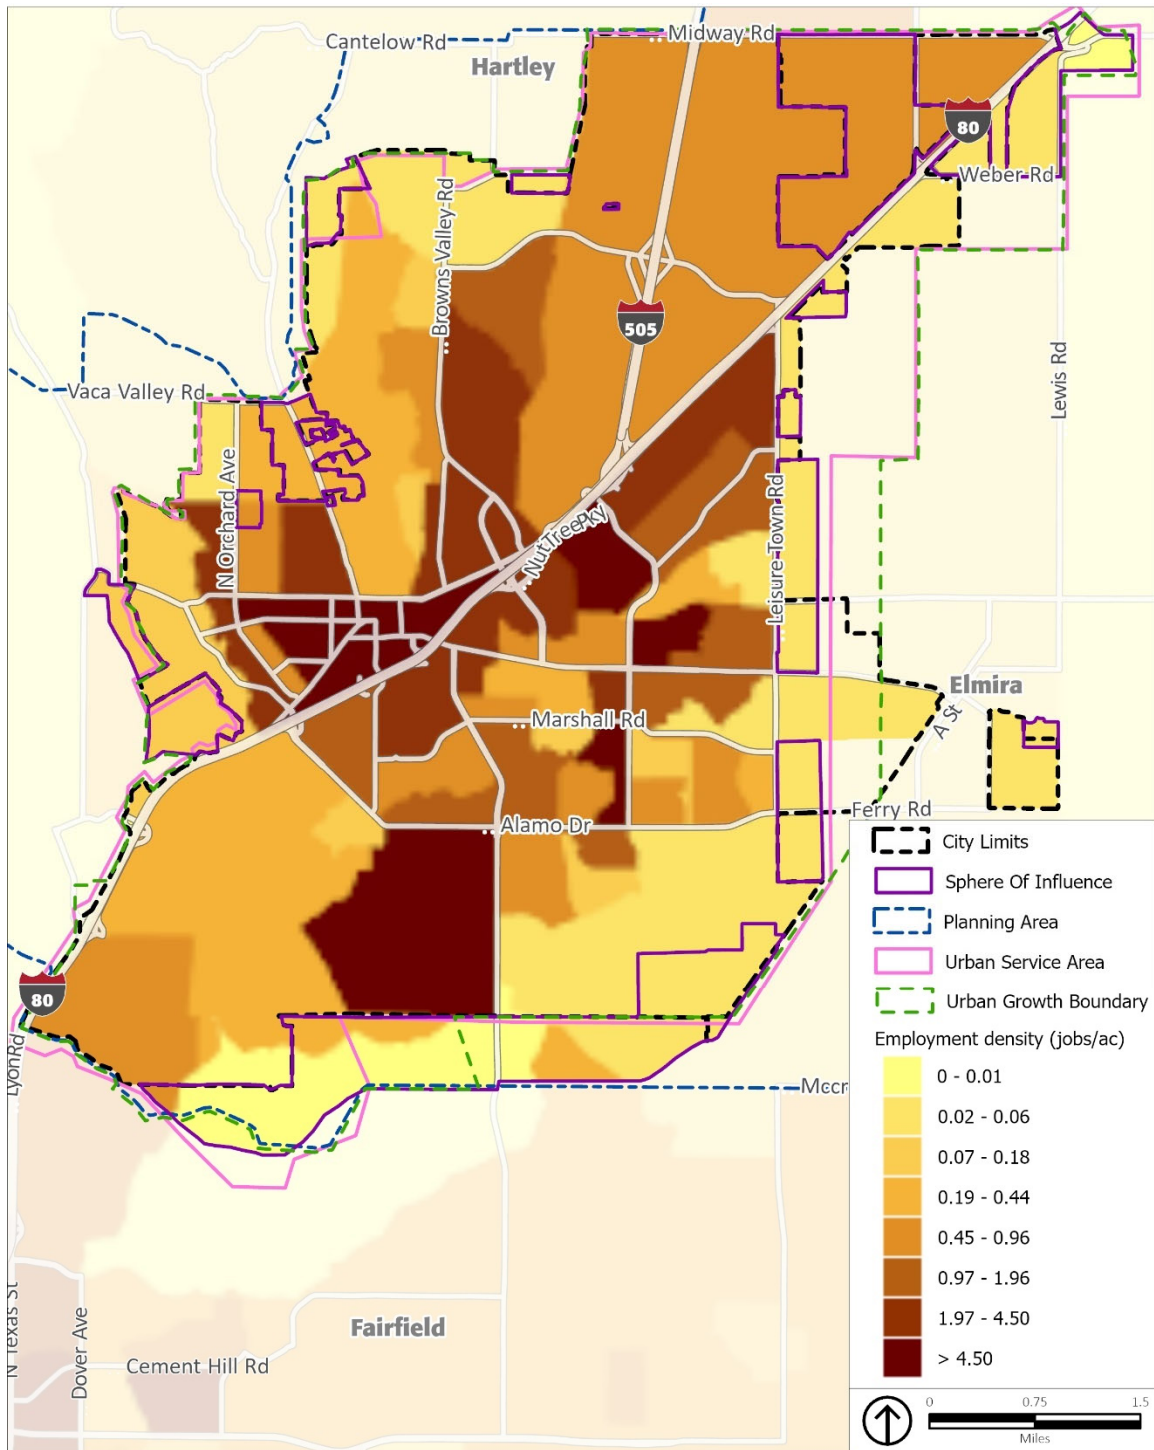 Cantelow Rd
Midway Rd
Hartley
80
Weber Rd
Browns Valley Rd
505
Lewis Rd
Vaca Valley Rd
N Orchard Ave
Leisure Town Rd
NutTree Pky
Elmira
A St
Marshall Rd
Ferry Rd
Alamo Dr
80
Lyon Rd
Mccr
N Texas St
Dover Ave
Fairfield
Cement Hill Rd
City Limits
Sphere Of Influence
Planning Area
Urban Service Area
Urban Growth Boundary
Employment density (jobs/ac)
0 - 0.01
0.02 - 0.06
0.07 - 0.18
0.19 - 0.44
0.45 - 0.96
0.97 - 1.96
1.97 - 4.50
> 4.50
0 0.75 1.5
Miles